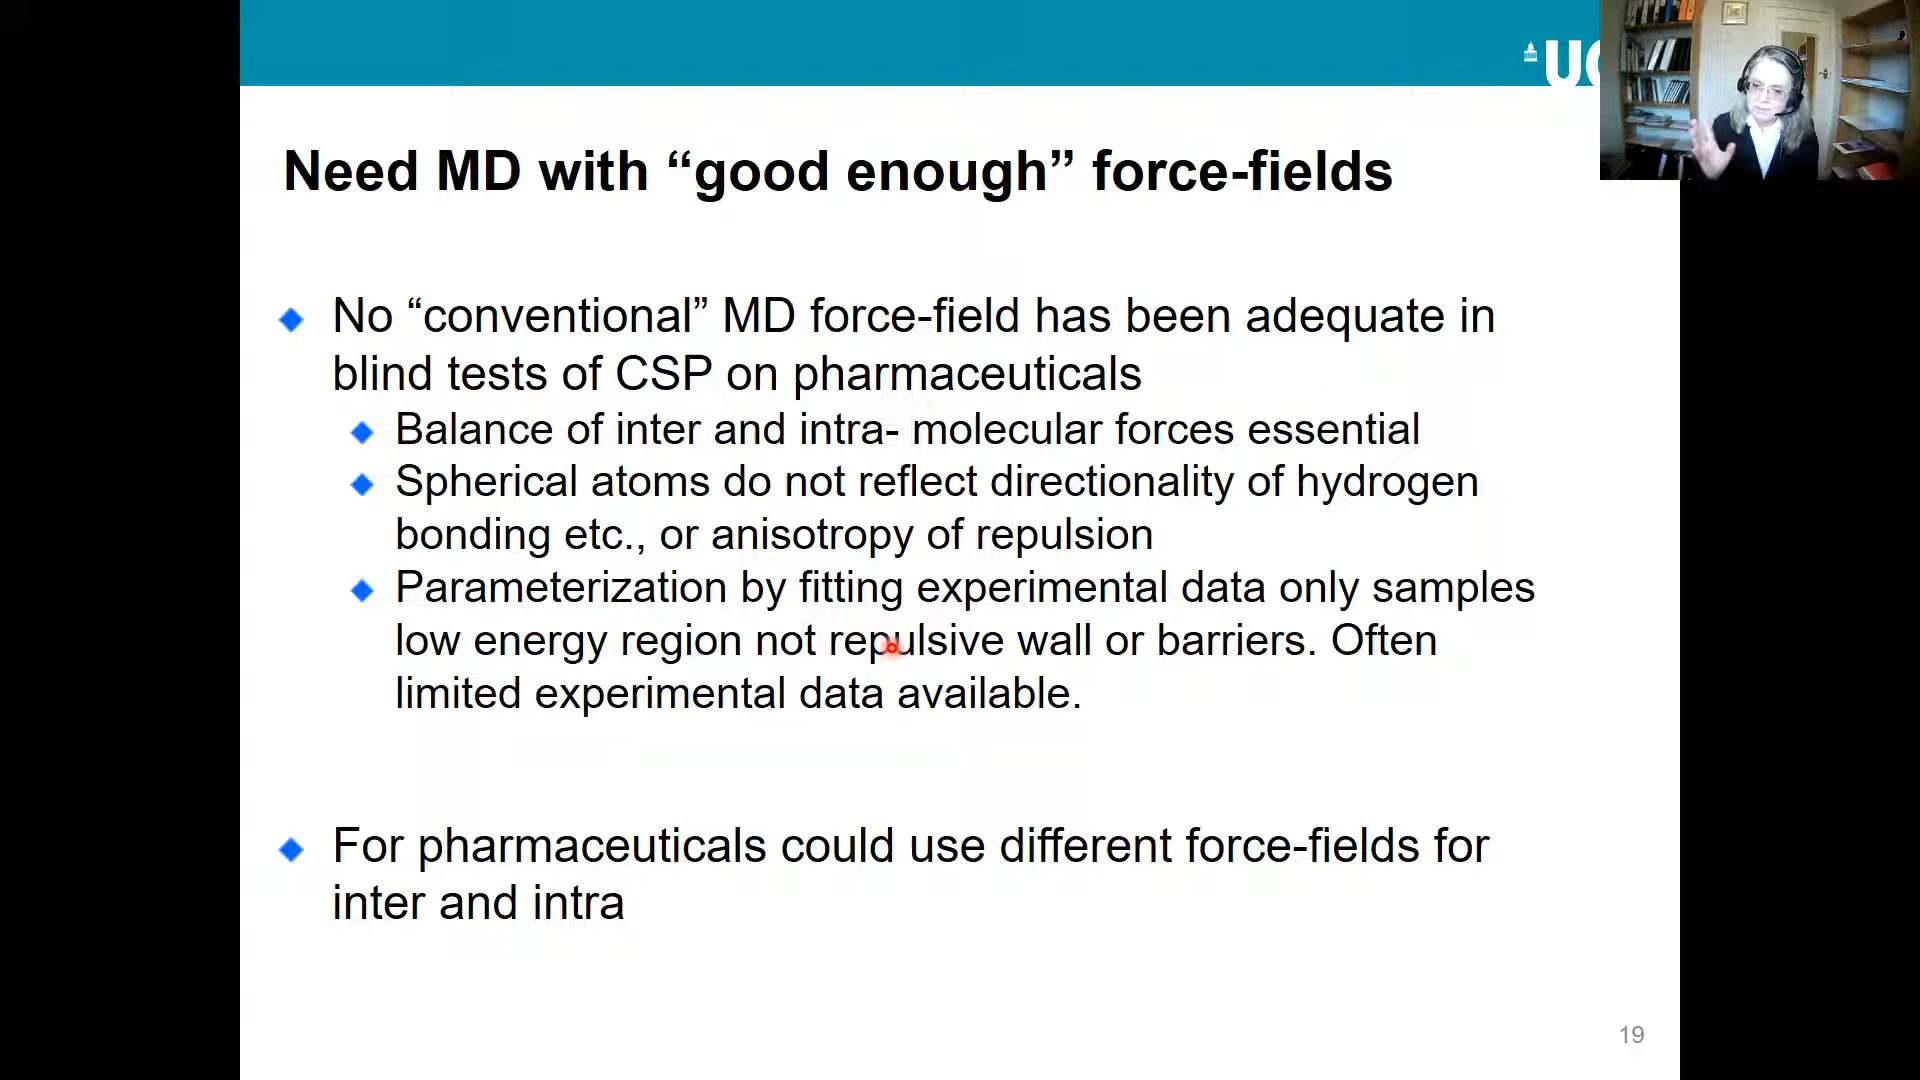 UC
Need MD with “good enough” force-fields
No “conventional” MD force-field has been adequate in
blind tests of CSP on pharmaceuticals
Balance of inter and intra- molecular forces essential
Spherical atoms do not reflect directionality of hydrogen
bonding etc., or anisotropy of repulsion
Parameterization by fitting experimental data only samples
low energy region not repulsive wall or barriers. Often
limited experimental data available.
For pharmaceuticals could use different force-fields for
inter and intra
19